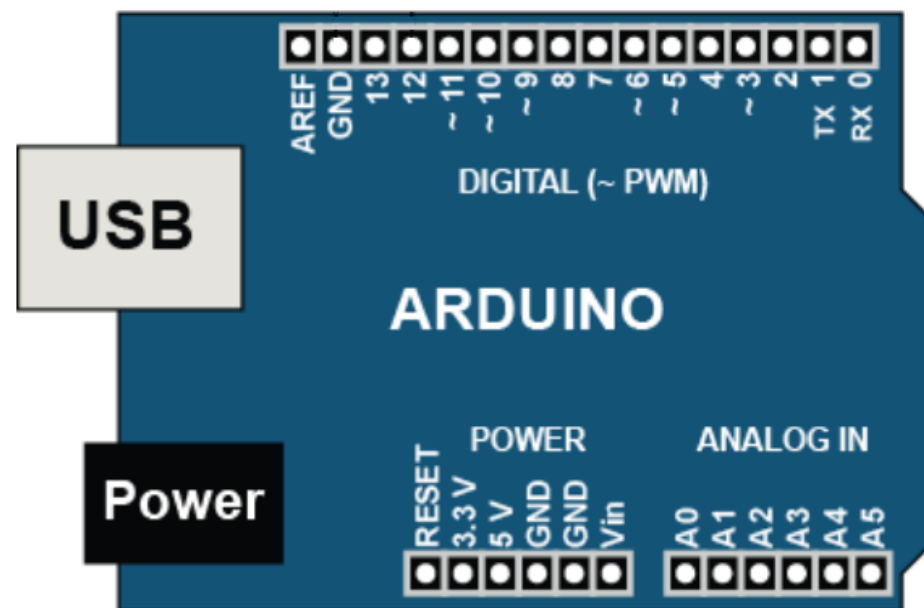 AREF
GND
13
12
~ 11
~ 10
~ 9
8
7
~ 6
~ 5
4
~ 3
2
TX 1
RX 0
DIGITAL (~ PWM)
USB
ARDUINO
POWER
ANALOG IN
Power
RESET
3.3 V
5 V
GND
GND
Vin
A0
A1
A2
A3
A4
A5